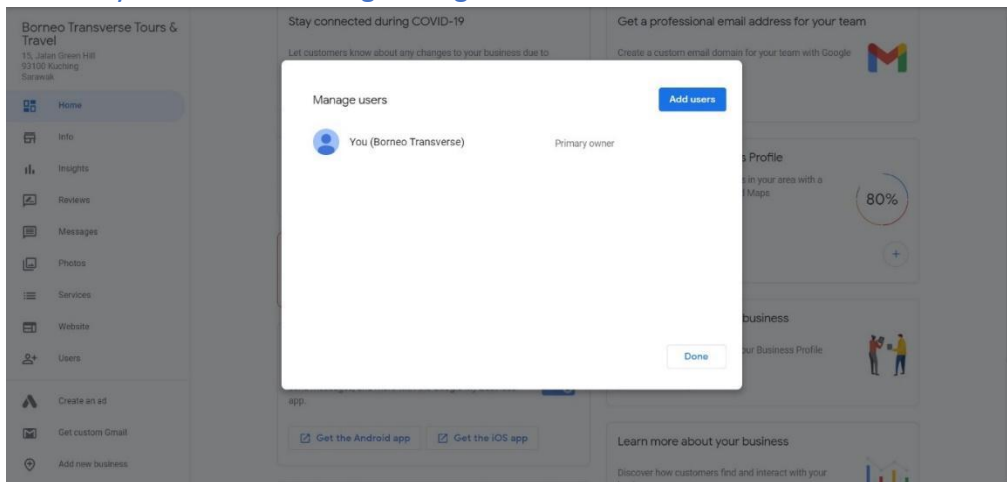 Borneo Transverse Tours &
Travel
15, Jalan Green Hill
93100 Kuching
Sarawak
Home
Info
Insights
Reviews
Messages
Photos
Services
Website
Users
Create an ad
Get custom Gmail
Add new business
Stay connected during COVID-19
Let customers know about any changes to your business due to
Get a professional email address for your team
Create a custom email domain for your team with Google
Manage users
Add users
You (Borneo Transverse)
Primary owner
Done
s Profile
s in your area with a
Maps
80%
business
our Business Profile
app.
Get the Android app
Get the iOS app
Learn more about your business
Discover how customers find and interact with your